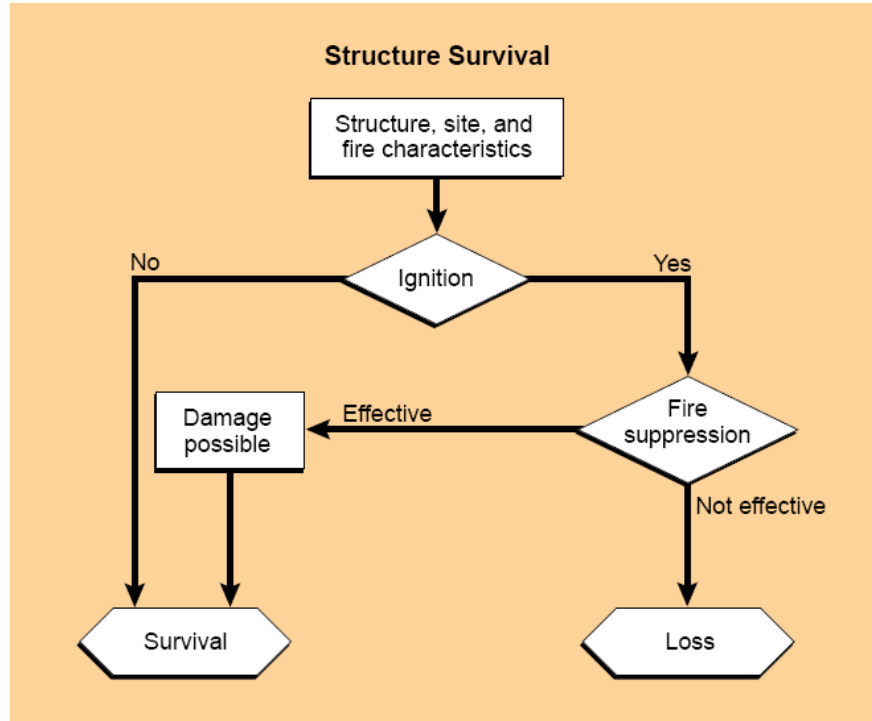 Structure Survival
Structure, site, and
fire characteristics
No
Ignition
Yes
Damage
possible
Effective
Fire
suppression
Not effective
Survival
Loss